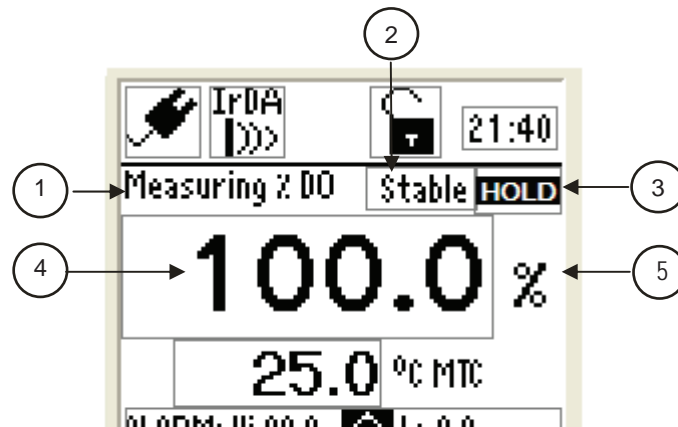 2
IrDA
T
21:40
1 Measuring % DO Stable HOLD 3
4 100.0 % 5
25.0 °C MTC